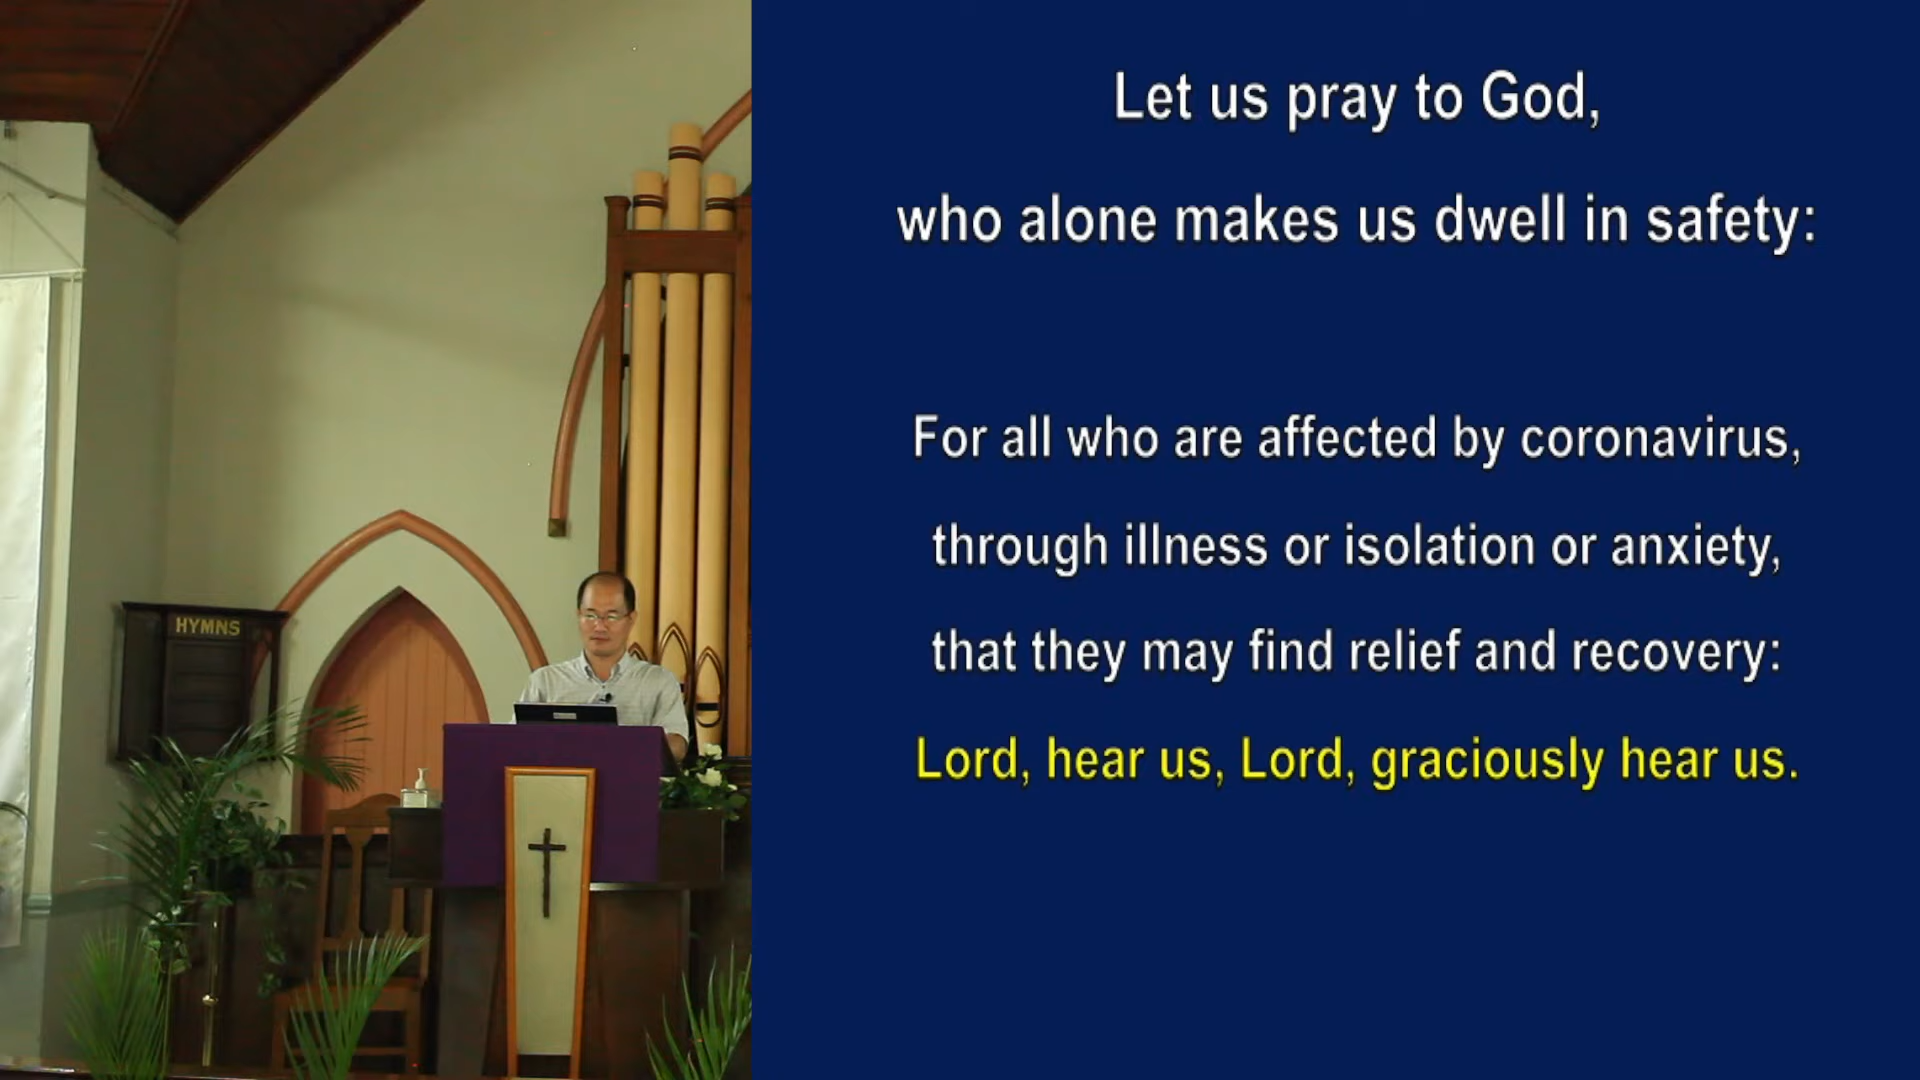 HYMNS
Let us pray to God,
who alone makes us dwell in safety:
For all who are affected by coronavirus,
through illness or isolation or anxiety,
that they may find relief and recovery:
Lord, hear us, Lord, graciously hear us.